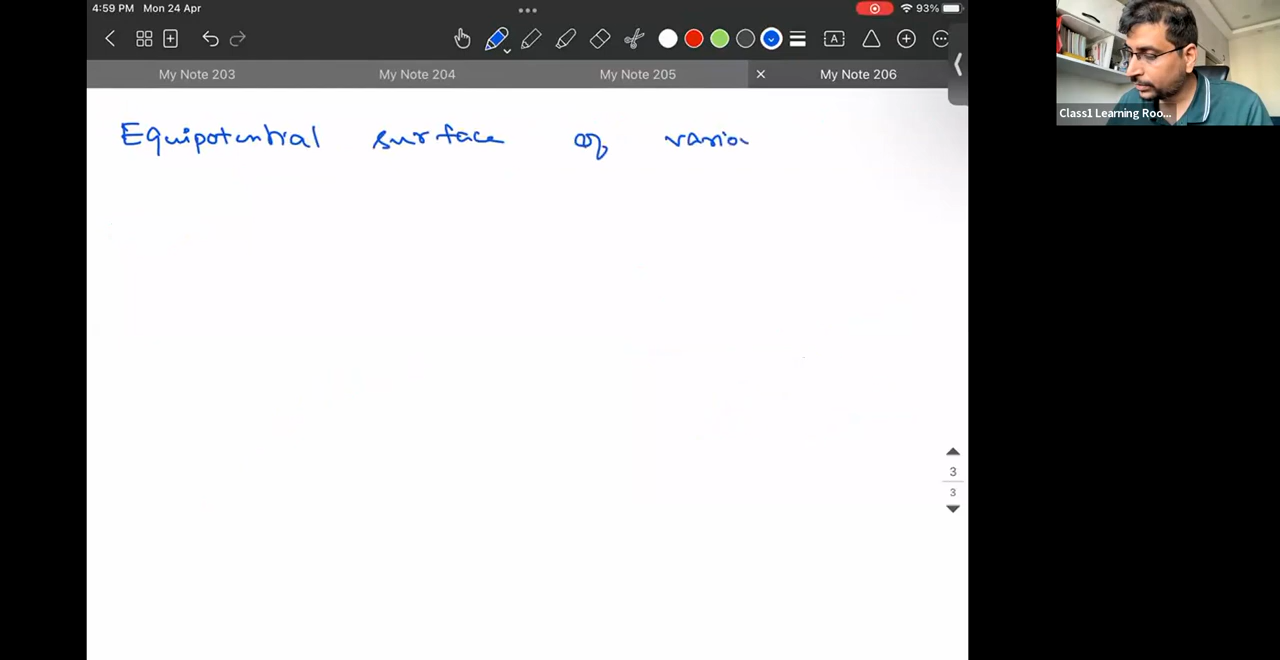 4:59 PM Mon 24 Apr
93%
My Note 203
My Note 204
My Note 205
My Note 206
A
Class1 Learning Roo...
Equipotential surface of variou
3
3